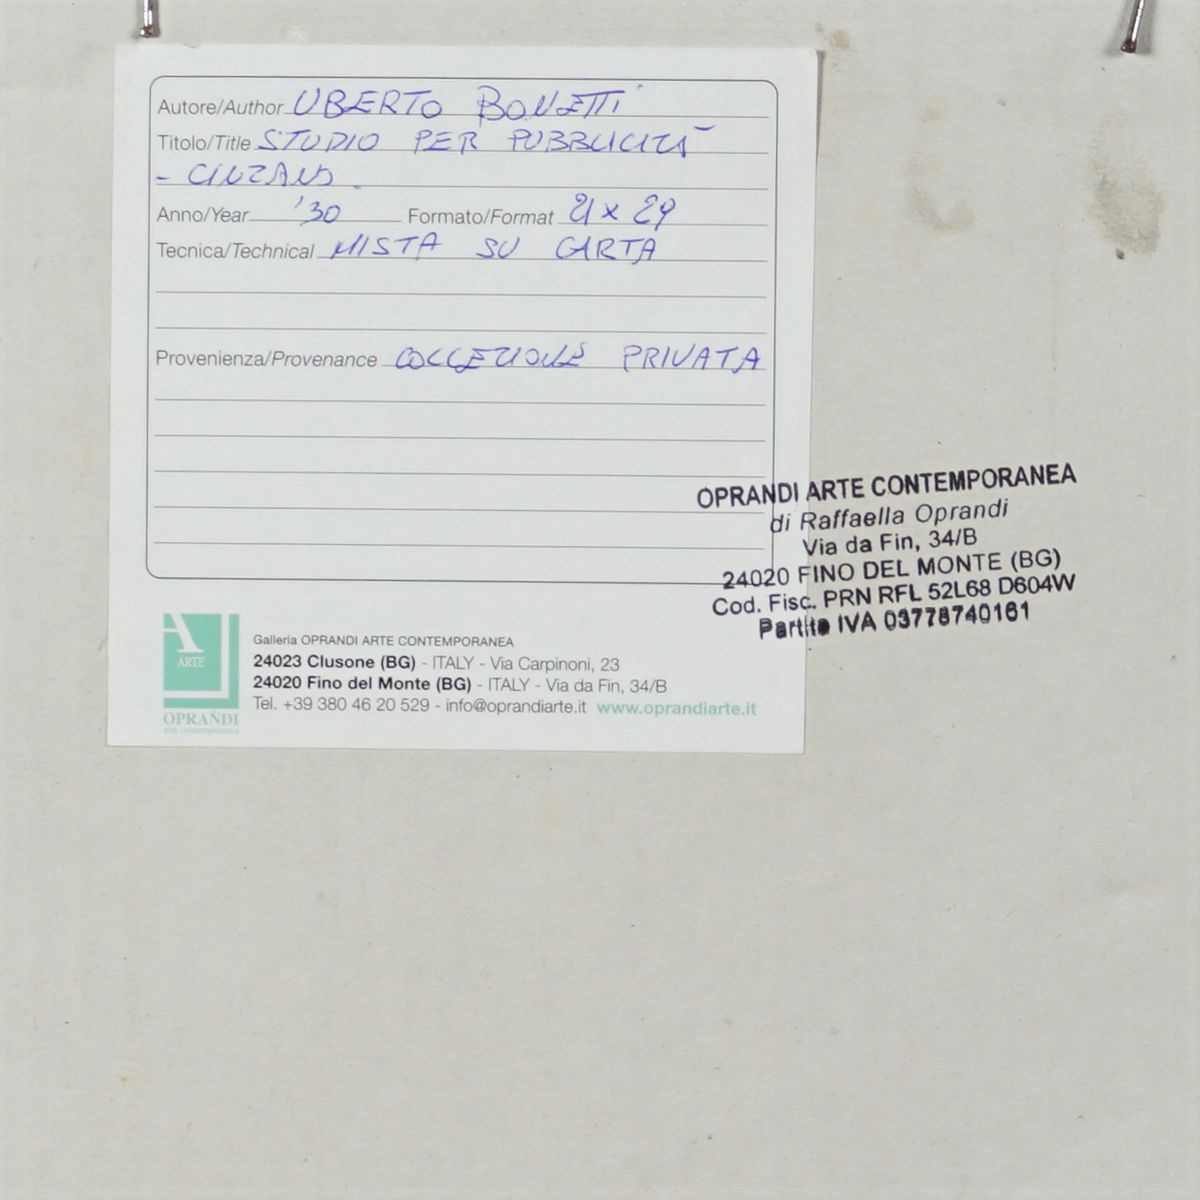 Autore/Author UBERTO BONETTI
Titolo/Title STUDIO PER PUBBLICITÀ
- CINZANO.
Anno/Year '30 Formato/Format 21 x 29
Tecnica/Technical MISTA SU CARTA
Provenienza/Provenance COLLEZIONE PRIVATA
OPRANDI ARTE CONTEMPORANEA
di Raffaella Oprandi
Via da Fin, 34/B
24020 FINO DEL MONTE (BG)
Cod. Fisc. PRN RFL 52L68 D604W
Partita IVA 03778740161
A
ARTE
OPRANDI
arte contemporanea
Galleria OPRANDI ARTE CONTEMPORANEA
24023 Clusone (BG) - ITALY - Via Carpinoni, 23
24020 Fino del Monte (BG) - ITALY - Via da Fin, 34/B
Tel. +39 380 46 20 529 - info@oprandiarte.it www.oprandiarte.it